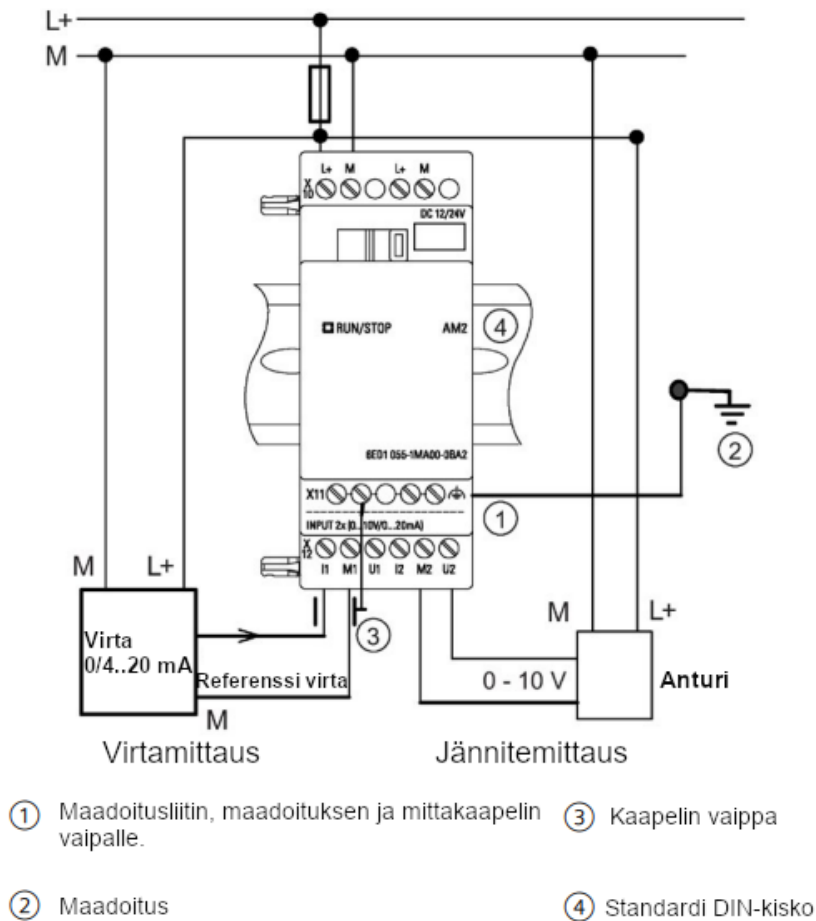 L+
M
L+ M L+ M
X
10
DC 12/24V
RUN/STOP AM2
④
6ED1 055-1MA00-0BA2
②
X11
①
INPUT 2x (0..10V/0...20mA)
X
12
I1 M1 U1 I2 M2 U2
M L+
③
M L+
Virta
0/4..20 mA
Referenssi virta
0 - 10 V
Anturi
M
Virtamittaus
Jännitemittaus
① Maadoitusliitin, maadoituksen ja mittakaapelin
vaipalle.
③ Kaapelin vaippa
② Maadoitus
④ Standardi DIN-kisko